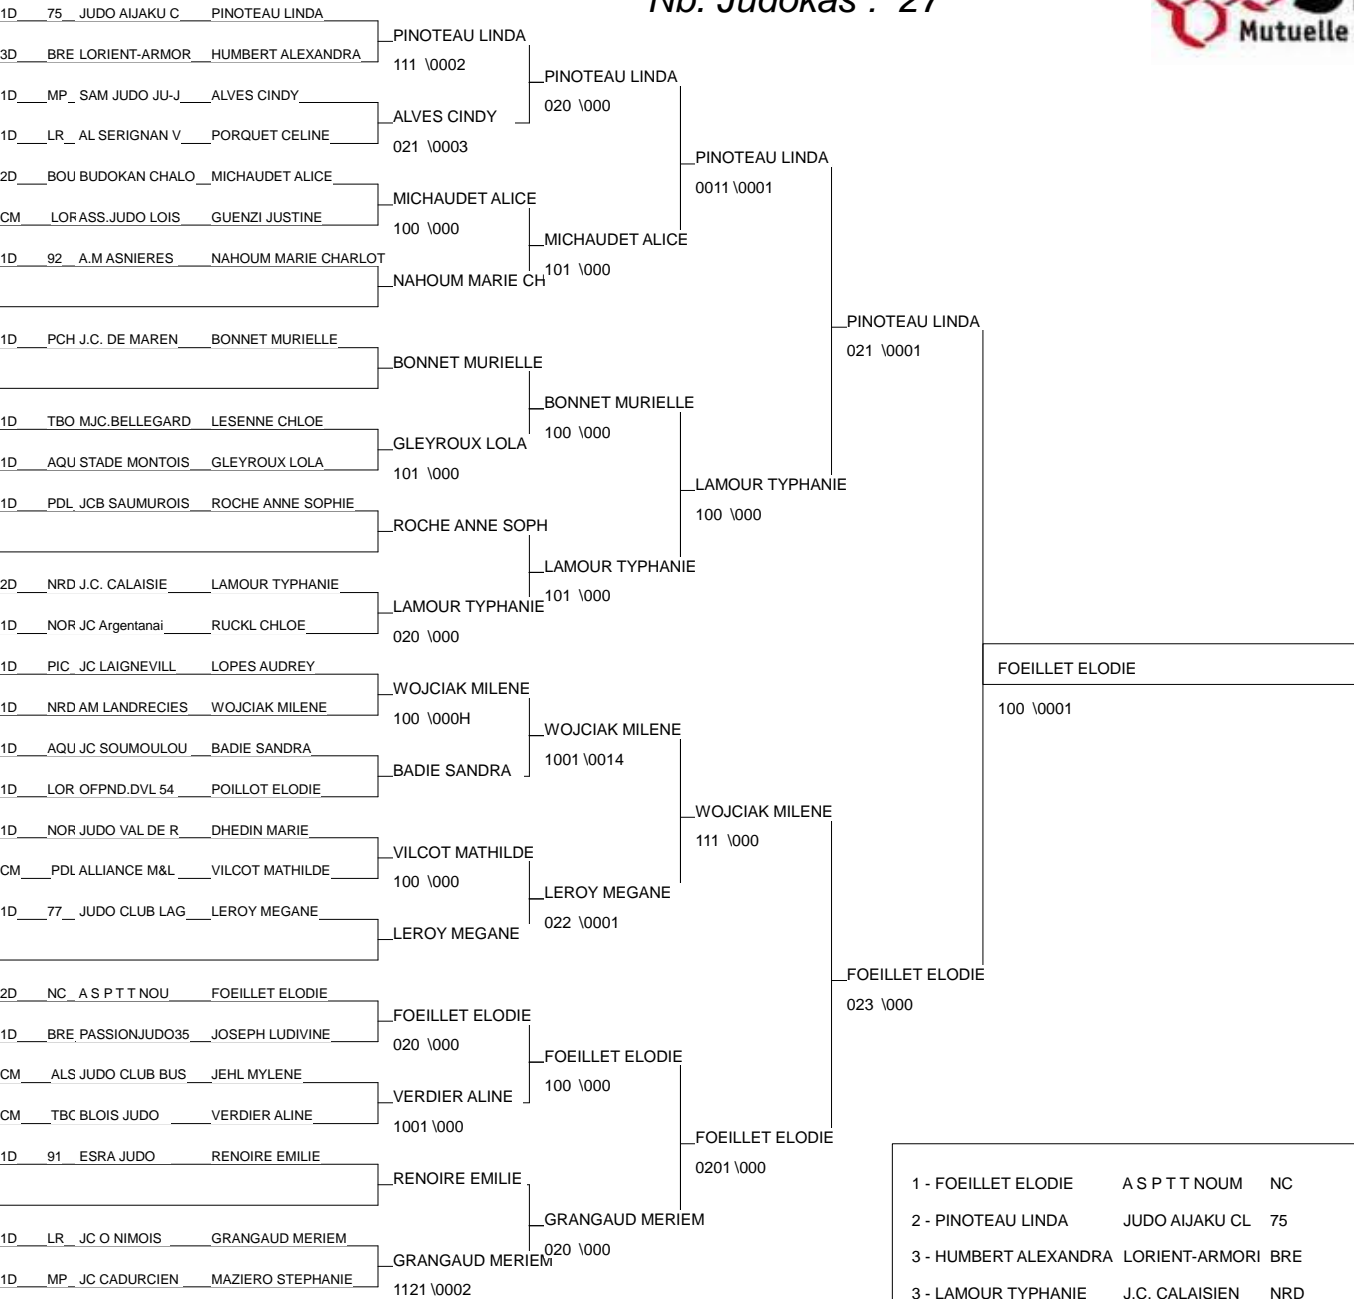 Nb. Judokas : 27
Mutuelle
1D 75 JUDO AIJAKU C PINOTEAU LINDA
PINOTEAU LINDA
3D BRE LORIENT-ARMOR HUMBERT ALEXANDRA
111 \0002
PINOTEAU LINDA
1D MP SAM JUDO JU-J ALVES CINDY
020 \000
ALVES CINDY
1D LR AL SERIGNAN V PORQUET CELINE
021 \0003
PINOTEAU LINDA
2D BOU BUDOKAN CHALO MICHAUDET ALICE
0011 \0001
MICHAUDET ALICE
CM LOR ASS.JUDO LOIS GUENZI JUSTINE
100 \000
MICHAUDET ALICE
1D 92 A.M ASNIERES NAHOUM MARIE CHARLOT
101 \000
NAHOUM MARIE CH
PINOTEAU LINDA
1D PCH J.C. DE MAREN BONNET MURIELLE
021 \0001
BONNET MURIELLE
BONNET MURIELLE
1D TBO MJC.BELLEGARD LESENNE CHLOE
100 \000
GLEYROUX LOLA
1D AQU STADE MONTOIS GLEYROUX LOLA
101 \000
LAMOUR TYPHANIE
1D PDL JCB SAUMUROIS ROCHE ANNE SOPHIE
100 \000
ROCHE ANNE SOPH
LAMOUR TYPHANIE
2D NRD J.C. CALAISIE LAMOUR TYPHANIE
101 \000
LAMOUR TYPHANIE
1D NOR JC Argentanai RUCKL CHLOE
020 \000
1D PIC JC LAIGNEVILL LOPES AUDREY
FOEILLET ELODIE
WOJCIAK MILENE
1D NRD AM LANDRECIES WOJCIAK MILENE
100 \0001
100 \000H
WOJCIAK MILENE
1D AQU JC SOUMOULOU BADIE SANDRA
1001 \0014
BADIE SANDRA
1D LOR OFPND.DVL 54 POILLOT ELODIE
WOJCIAK MILENE
1D NOR JUDO VAL DE R DHEDIN MARIE
111 \000
VILCOT MATHILDE
CM PDL ALLIANCE M&L VILCOT MATHILDE
100 \000
LEROY MEGANE
1D 77 JUDO CLUB LAG LEROY MEGANE
022 \0001
LEROY MEGANE
FOEILLET ELODIE
2D NC A S P T T NOU FOEILLET ELODIE
023 \000
FOEILLET ELODIE
1D BRE PASSIONJUDO35 JOSEPH LUDIVINE
020 \000
FOEILLET ELODIE
CM ALS JUDO CLUB BUS JEHL MYLENE
100 \000
VERDIER ALINE
CM TBO BLOIS JUDO VERDIER ALINE
1001 \000
FOEILLET ELODIE
1D 91 ESRA JUDO RENOIRE EMILIE
0201 \000
RENOIRE EMILIE
GRANGAUD MERIEM
1D LR JC O NIMOIS GRANGAUD MERIEM
020 \000
GRANGAUD MERIEM
1D MP JC CADURCIEN MAZIERO STEPHANIE
1121 \0002
1 - FOEILLET ELODIE A S P T T NOUM NC
2 - PINOTEAU LINDA JUDO AIJAKU CL 75
3 - HUMBERT ALEXANDRA LORIENT-ARMORI BRE
3 - LAMOUR TYPHANIE J.C. CALAISIEN NRD